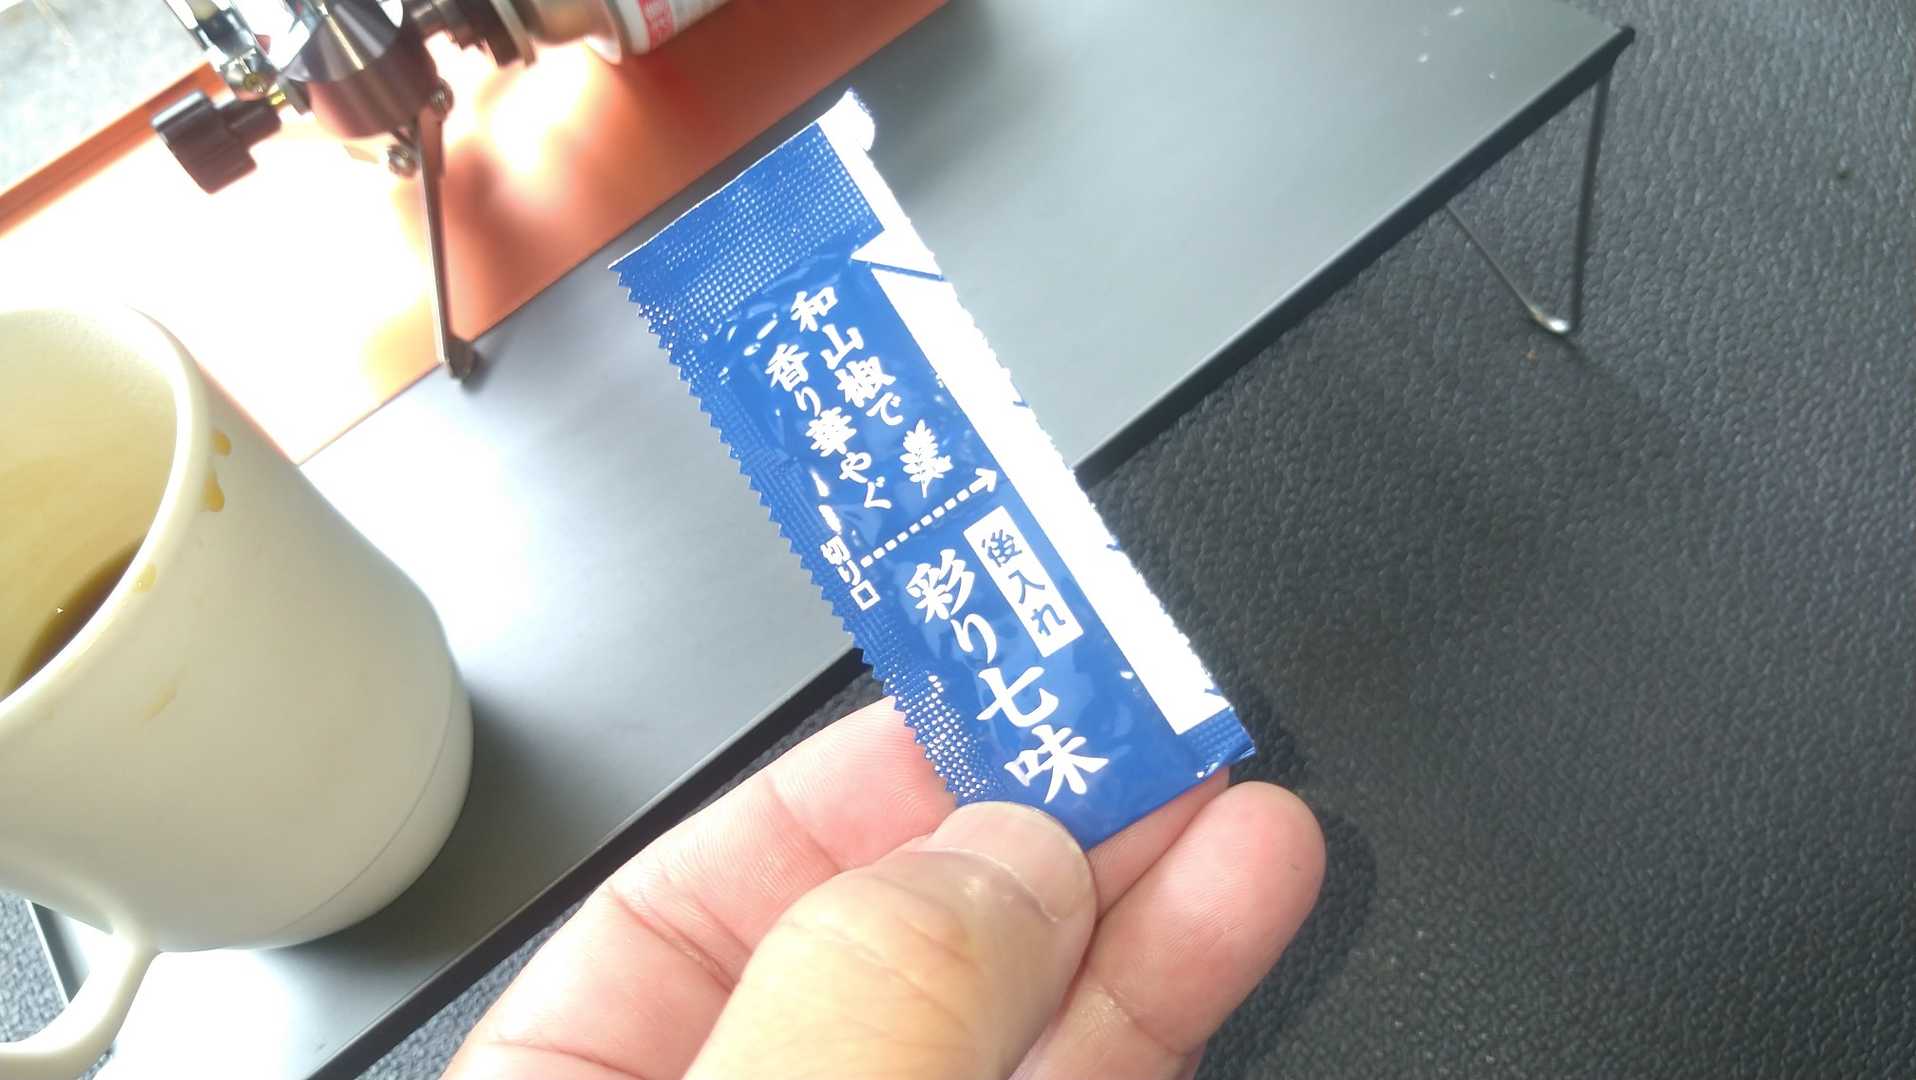 和山椒で
香り華やぐ
切り口
後入れ
彩り七味